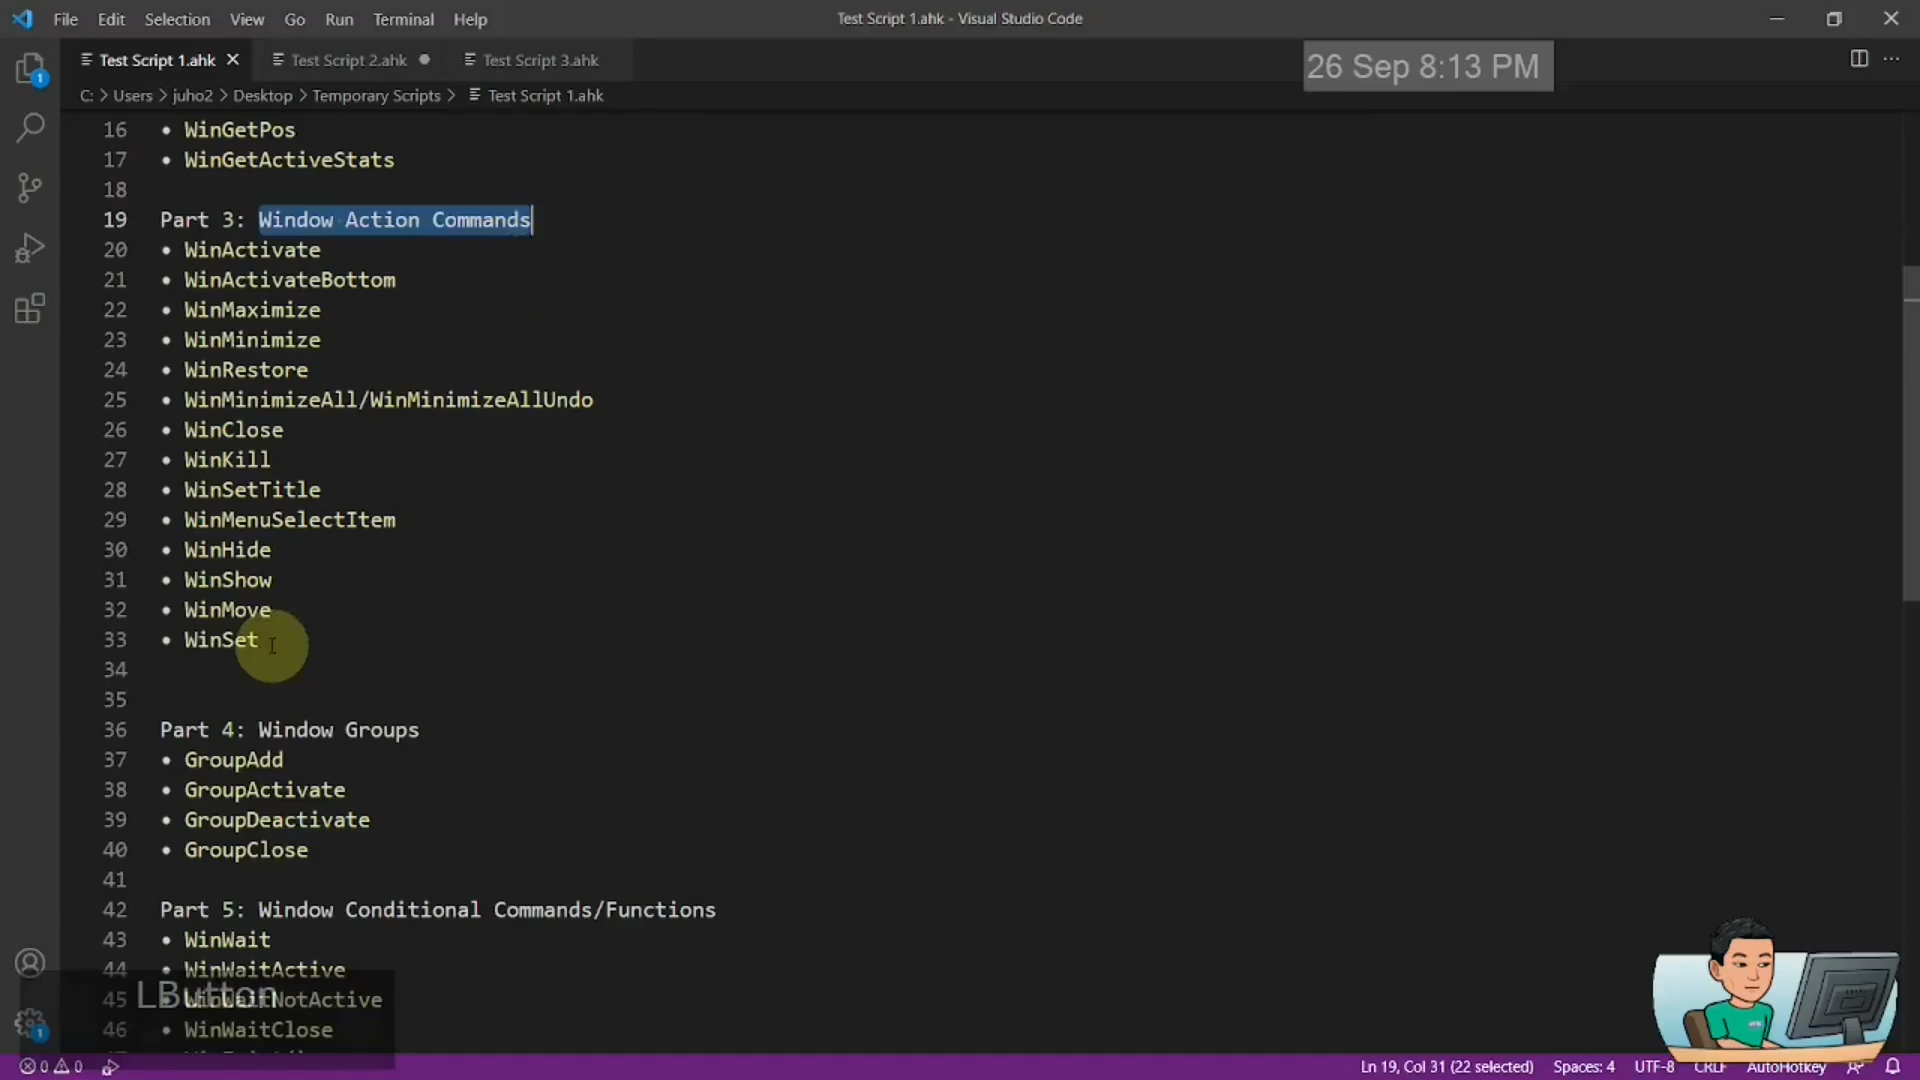 File Edit Selection View Go Run Terminal Help
Test Script 1.ahk - Visual Studio Code
Test Script 1.ahk Test Script 2.ahk Test Script 3.ahk
26 Sep 8:13 PM
C: > Users > juho2 > Desktop > Temporary Scripts > Test Script 1.ahk
16 • WinGetPos
17 • WinGetActiveStats
18
19 Part 3: Window Action Commands
20 • WinActivate
21 • WinActivateBottom
22 • WinMaximize
23 • WinMinimize
24 • WinRestore
25 • WinMinimizeAll/WinMinimizeAllUndo
26 • WinClose
27 • WinKill
28 • WinSetTitle
29 • WinMenuSelectItem
30 • WinHide
31 • WinShow
32 • WinMove
33 • WinSet
34
35
36 Part 4: Window Groups
37 • GroupAdd
38 • GroupActivate
39 • GroupDeactivate
40 • GroupClose
41
42 Part 5: Window Conditional Commands/Functions
43 • WinWait
44 • WinWaitActive
45 • WinWaitNotActive
LButton
46 • WinWaitClose
1
1
0 0 Ln 19, Col 31 (22 selected) Spaces: 4 UTF-8 CRLF AutoHotkey